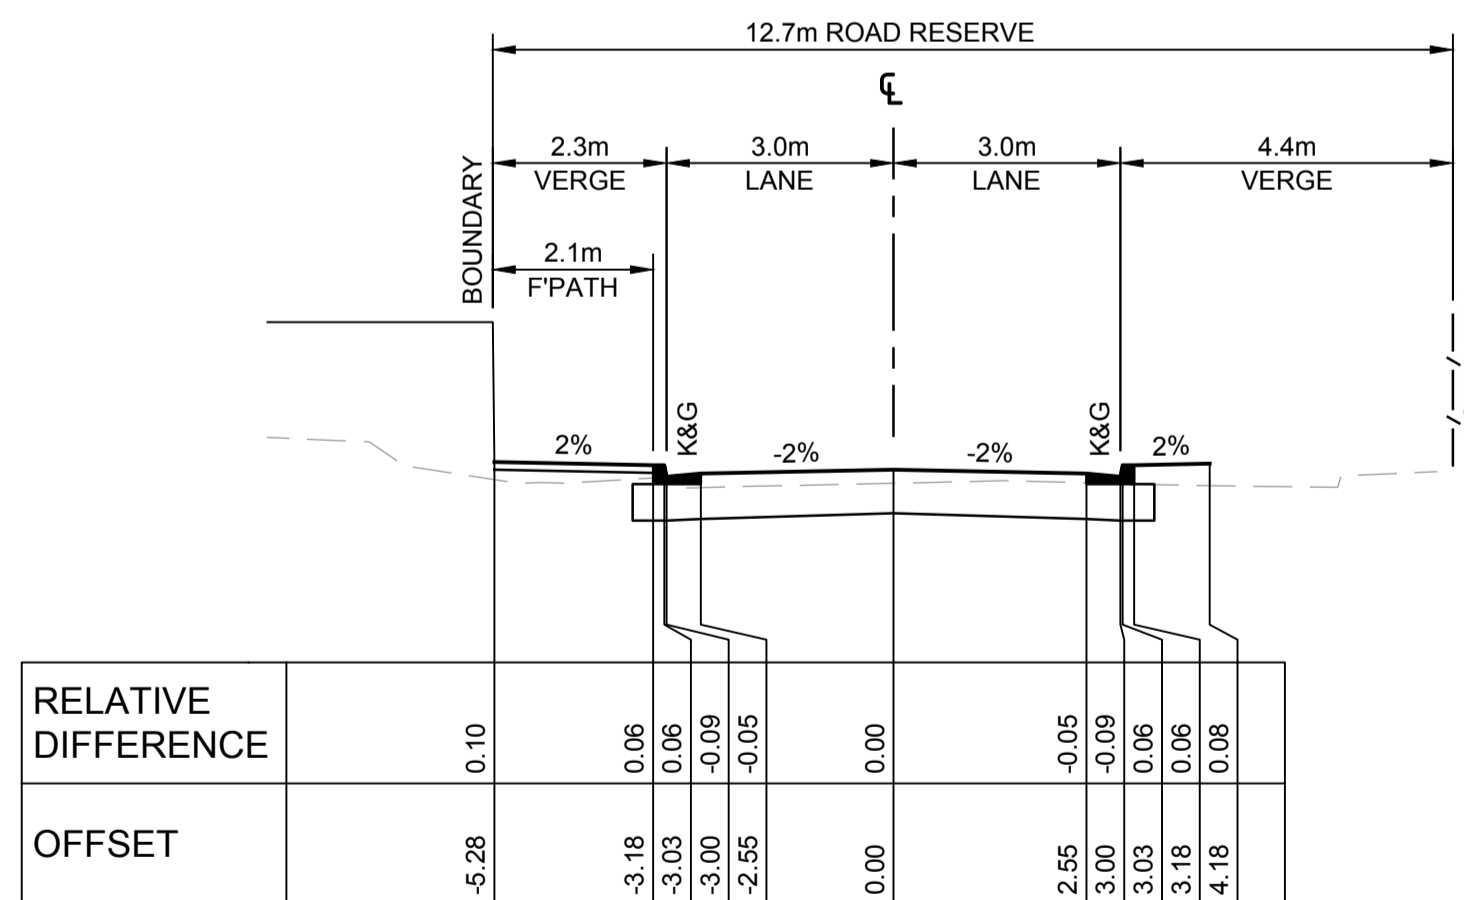 12.7m ROAD RESERVE
℄
2.3m
VERGE
3.0m
LANE
3.0m
LANE
4.4m
VERGE
BOUNDARY
2.1m
F'PATH
K&G
K&G
2%
-2%
-2%
2%
RELATIVE
DIFFERENCE
0.10
0.06
0.06
-0.09
-0.05
0.00
-0.05
-0.09
0.06
0.06
0.08
OFFSET
-5.28
-3.18
-3.03
-3.00
-2.55
0.00
2.55
3.00
3.03
3.18
4.18